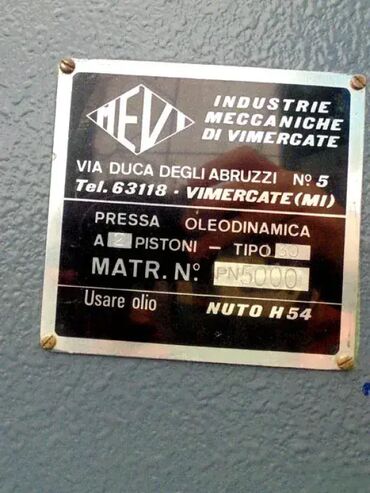 MEVI
INDUSTRIE
MECCANICHE
DI VIMERCATE
VIA DUCA DEGLI ABRUZZI Nº 5
Tel. 63118 - VIMERCATE (MI)
PRESSA OLEODINAMICA
A 2 PISTONI - TIPO 30
MATR. Nº. PN5000
Usare olio NUTO H 54